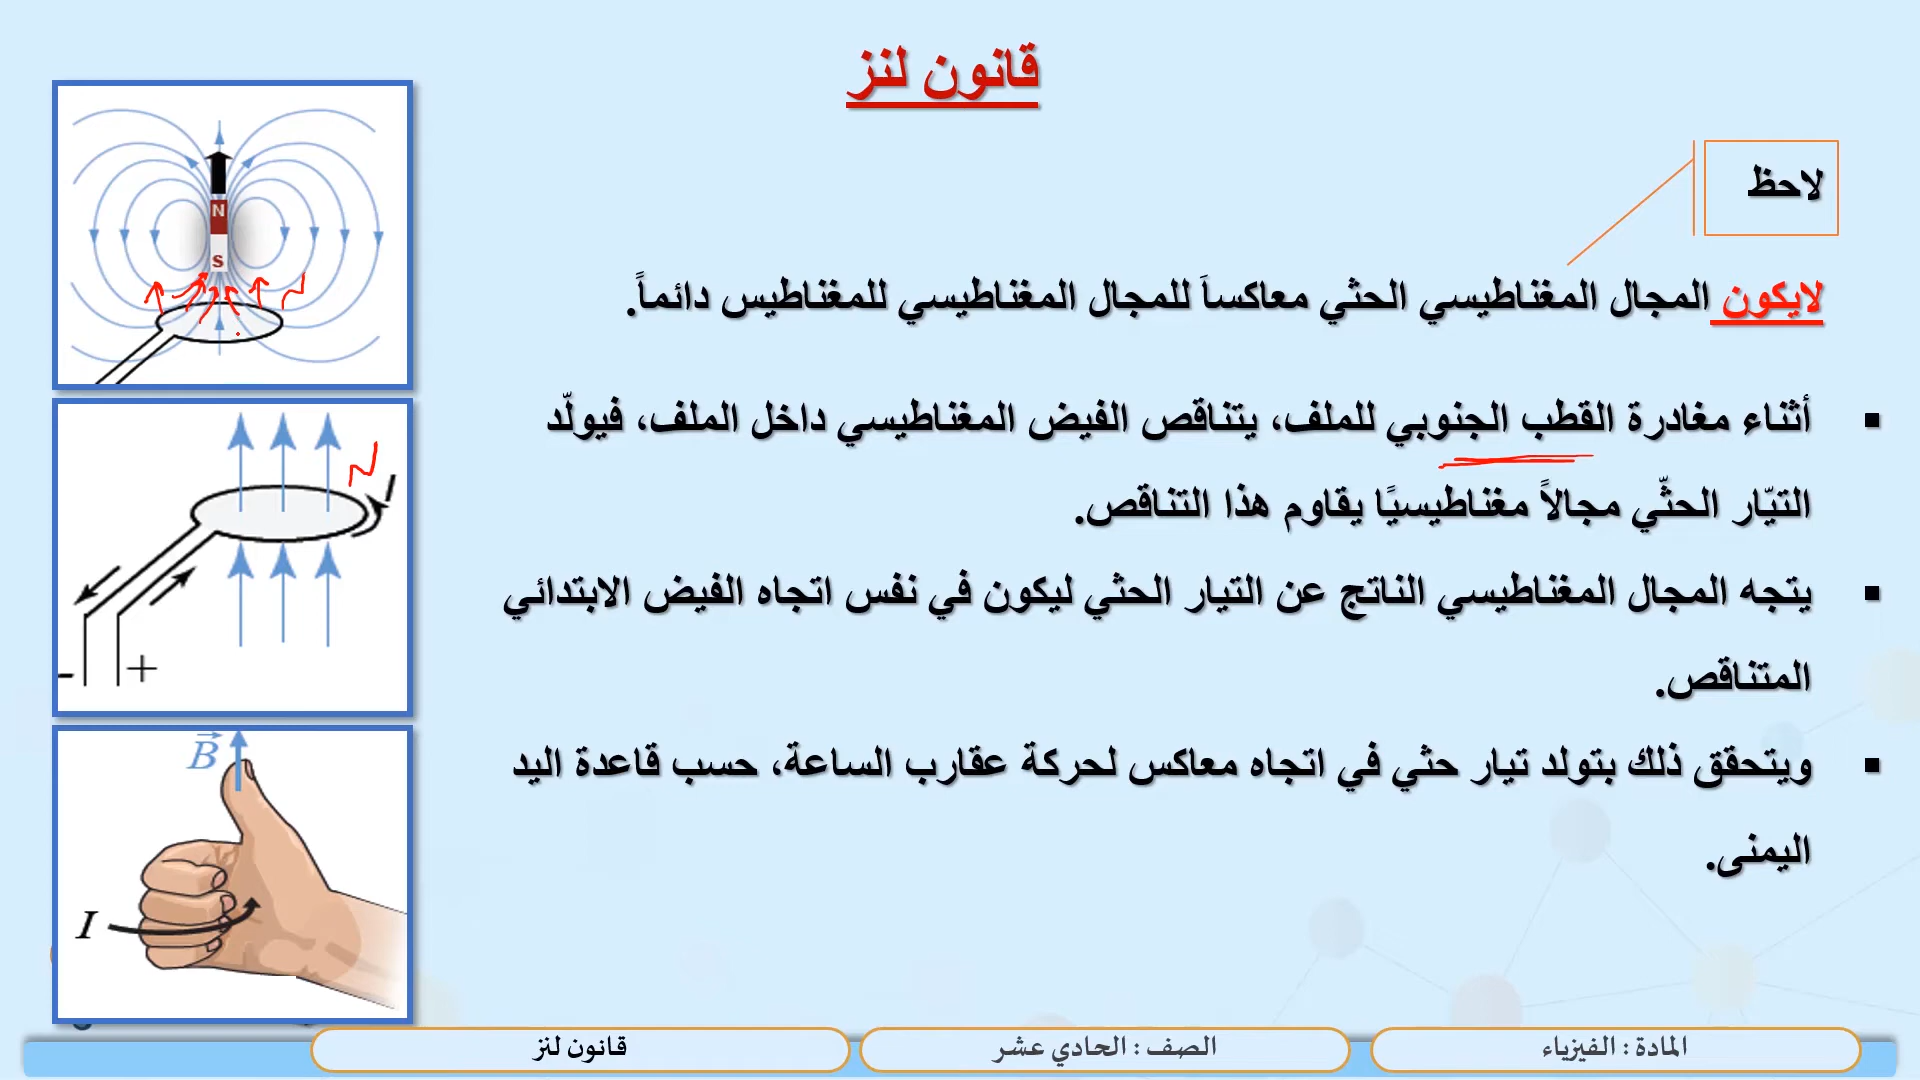 قانون لنز
لاحظ
لايكون المجال المغناطيسي الحثي معاكساَ للمجال المغناطيسي للمغناطيس دائماً.
▪ أثناء مغادرة القطب الجنوبي للملف، يتناقص الفيض المغناطيسي داخل الملف، فيولّد
التيّار الحثّي مجالاً مغناطيسيًا يقاوم هذا التناقص.
▪ يتجه المجال المغناطيسي الناتج عن التيار الحثي ليكون في نفس اتجاه الفيض الابتدائي
المتناقص.
▪ ويتحقق ذلك بتولد تيار حثي في اتجاه معاكس لحركة عقارب الساعة، حسب قاعدة اليد
اليمنى.
N
S
N
N
I
- +
B
I
المادة : الفيزياء
الصف : الحادي عشر
قانون لنز